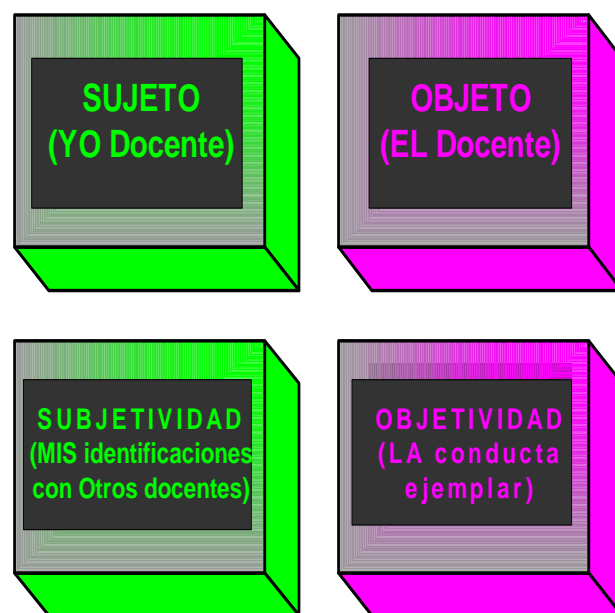 SUJETO
(YO Docente)
OBJETO
(EL Docente)
SUBJETIVIDAD
(MIS identificaciones
con Otros docentes)
OBJETIVIDAD
(LA conducta
ejemplar)